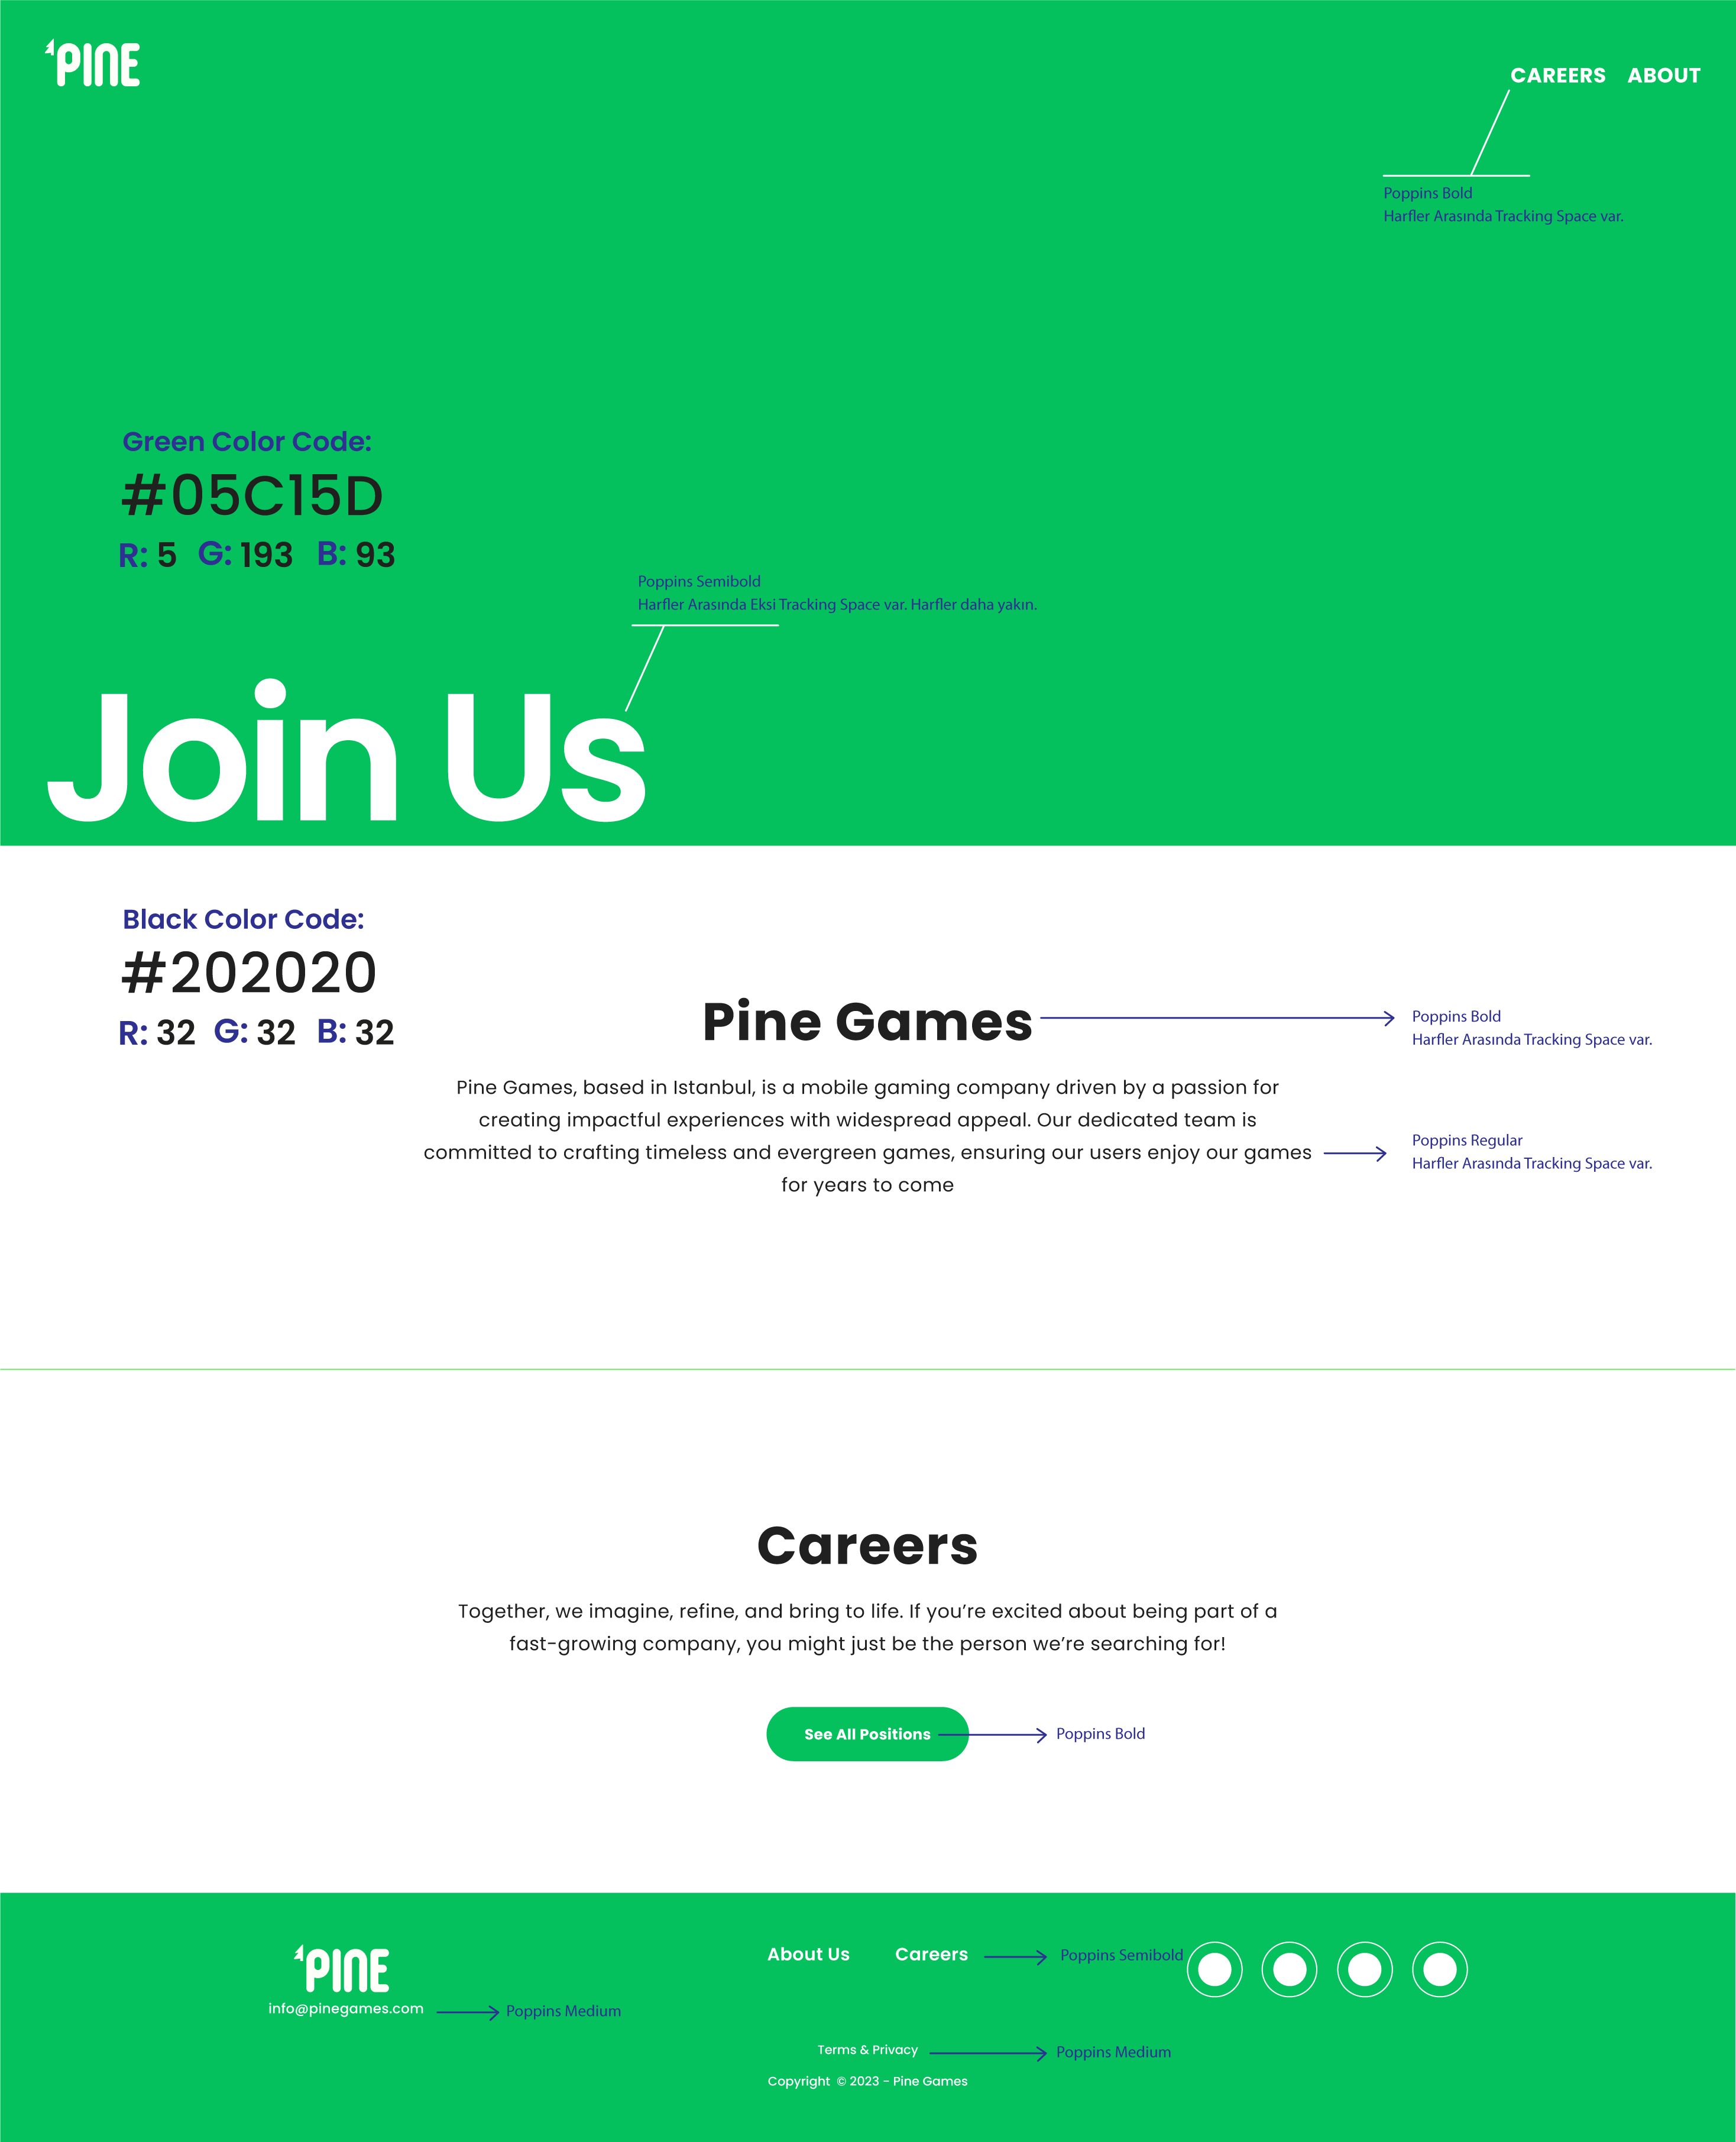 PINE
CAREERS ABOUT
Poppins Bold
Harfler Arasında Tracking Space var.
Green Color Code:
#05C15D
R: 5 G: 193 B: 93
Poppins Semibold
Harfler Arasında Eksi Tracking Space var. Harfler daha yakın.
Join Us
Black Color Code:
#202020
R: 32 G: 32 B: 32
Pine Games
Poppins Bold
Harfler Arasında Tracking Space var.
Pine Games, based in Istanbul, is a mobile gaming company driven by a passion for
creating impactful experiences with widespread appeal. Our dedicated team is
committed to crafting timeless and evergreen games, ensuring our users enjoy our games
for years to come
Poppins Regular
Harfler Arasında Tracking Space var.
Careers
Together, we imagine, refine, and bring to life. If you’re excited about being part of a
fast-growing company, you might just be the person we’re searching for!
See All Positions
Poppins Bold
PINE
info@pinegames.com
Poppins Medium
About Us Careers
Poppins Semibold
Terms & Privacy
Poppins Medium
Copyright © 2023 - Pine Games